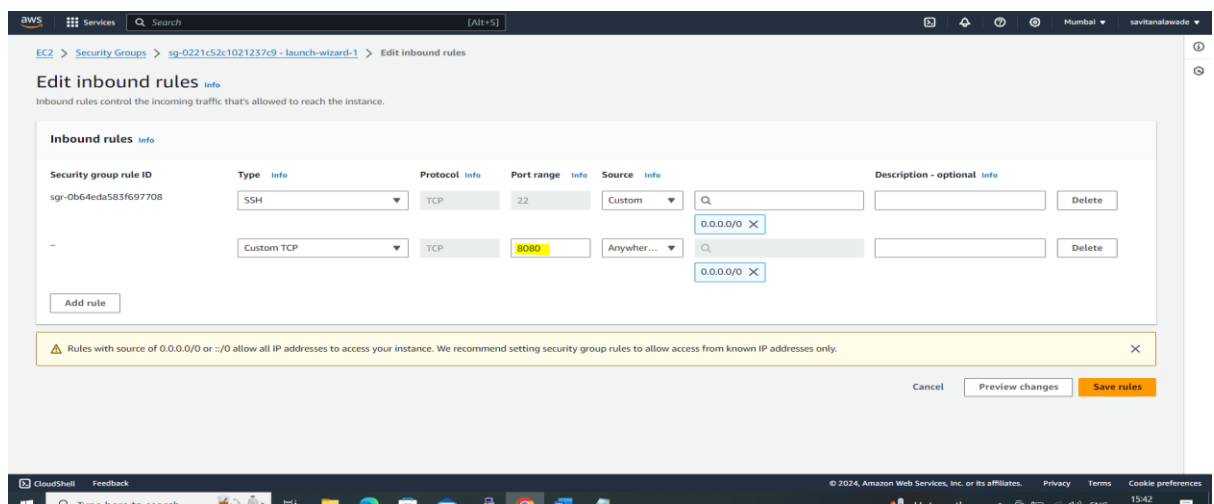 aws Services Search [Alt+S] Mumbai savitanalawade
EC2 > Security Groups > sg-0221c52c1021237c9 - launch-wizard-1 > Edit inbound rules
Edit inbound rules Info
Inbound rules control the incoming traffic that's allowed to reach the instance.
Inbound rules Info
Security group rule ID Type Info Protocol Info Port range Info Source Info Description - optional Info
sgr-0b64eda583f697708 SSH TCP 22 Custom Delete
0.0.0.0/0
– Custom TCP TCP 8080 Anywher... Delete
0.0.0.0/0
Add rule
Rules with source of 0.0.0.0/0 or ::/0 allow all IP addresses to access your instance. We recommend setting security group rules to allow access from known IP addresses only.
Cancel Preview changes Save rules
CloudShell Feedback © 2024, Amazon Web Services, Inc. or its affiliates. Privacy Terms Cookie preferences
Type here to search ENG 15:42